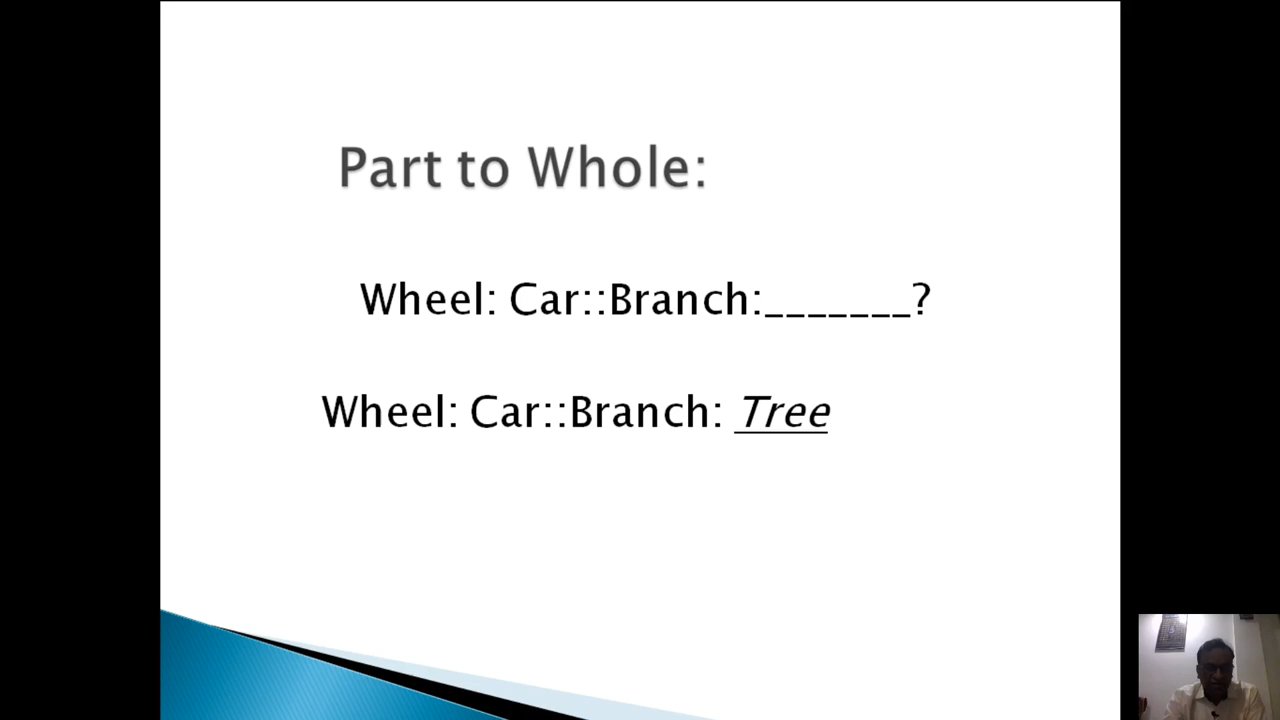 Part to Whole:
Wheel: Car::Branch:_______?
Wheel: Car::Branch: Tree